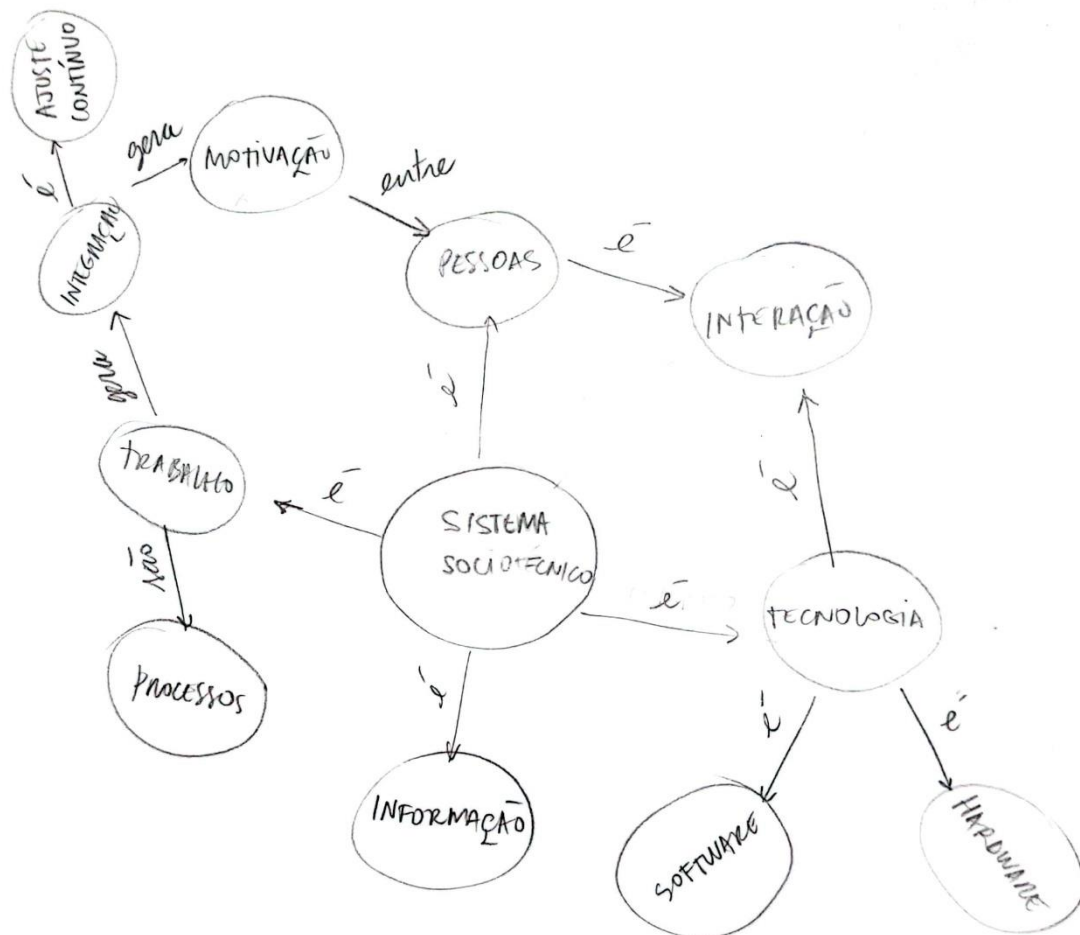 AJUSTE
CONTÍNUO
é
gera
MOTIVAÇÃO
entre
INTEGRAÇÃO
PESSOAS
é
INTERAÇÃO
gera
é
é
TRABALHO
é
SISTEMA
SOCIOTÉCNICO
é
TECNOLOGIA
são
PROCESSOS
é
INFORMAÇÃO
é
SOFTWARE
é
HARDWARE